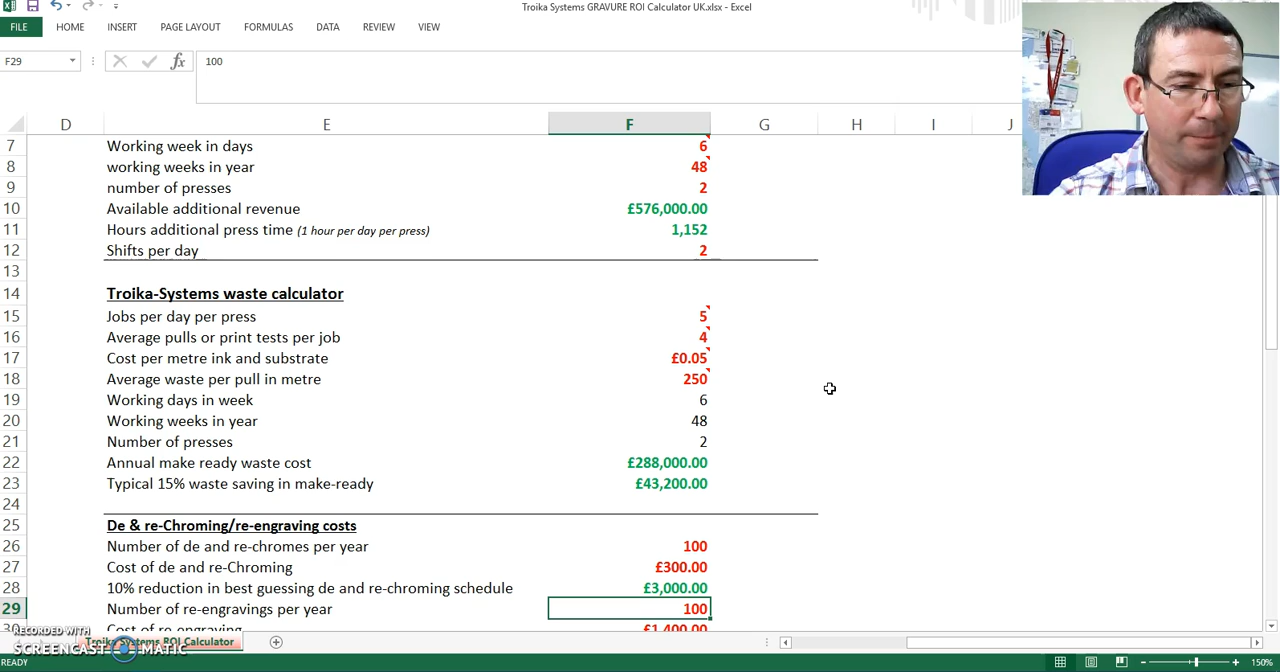 Troika Systems GRAVURE ROI Calculator UK.xlsx - Excel
FILE HOME INSERT PAGE LAYOUT FORMULAS DATA REVIEW VIEW
F29 fx 100
D E F G H I J
7 Working week in days 6
8 working weeks in year 48
9 number of presses 2
10 Available additional revenue £576,000.00
11 Hours additional press time (1 hour per day per press) 1,152
12 Shifts per day 2
13
14 Troika-Systems waste calculator
15 Jobs per day per press 5
16 Average pulls or print tests per job 4
17 Cost per metre ink and substrate £0.05
18 Average waste per pull in metre 250
19 Working days in week 6
20 Working weeks in year 48
21 Number of presses 2
22 Annual make ready waste cost £288,000.00
23 Typical 15% waste saving in make-ready £43,200.00
24
25 De & re-Chroming/re-engraving costs
26 Number of de and re-chromes per year 100
27 Cost of de and re-Chroming £300.00
28 10% reduction in best guessing de and re-chroming schedule £3,000.00
29 Number of re-engravings per year 100
30 Cost of re-engraving £1,400.00
RECORDED WITH
SCREENCAST MATIC
Troika Systems ROI Calculator
READY 150%